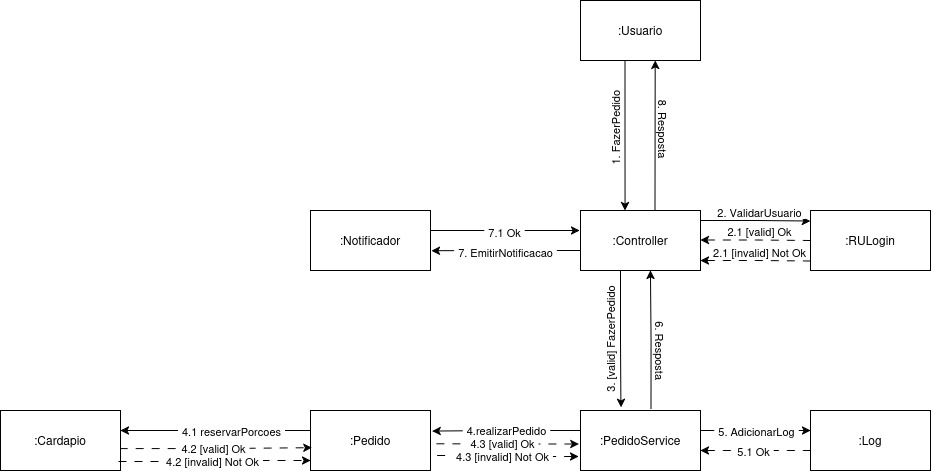 :Usuario
1. FazerPedido
8. Resposta
:Notificador
7.1 Ok
7. EmitirNotificacao
:Controller
2. ValidarUsuario
2.1 [valid] Ok
2.1 [invalid] Not Ok
:RULogin
3. [valid] FazerPedido
6. Resposta
:Cardapio
4.1 reservarPorcoes
4.2 [valid] Ok
4.2 [invalid] Not Ok
:Pedido
4.realizarPedido
4.3 [valid] Ok
4.3 [invalid] Not Ok
:PedidoService
5. AdicionarLog
5.1 Ok
:Log